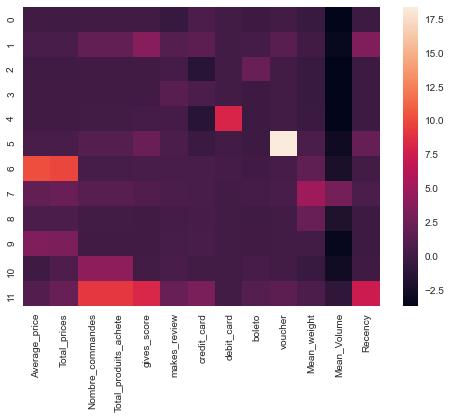 0
1
2
3
4
5
6
7
8
9
10
11
Average_price
Total_prices
Nombre_commandes
Total_produits_achete
gives_score
makes_review
credit_card
debit_card
boleto
voucher
Mean_weight
Mean_Volume
Recency
17.5
15.0
12.5
10.0
7.5
5.0
2.5
0.0
−2.5